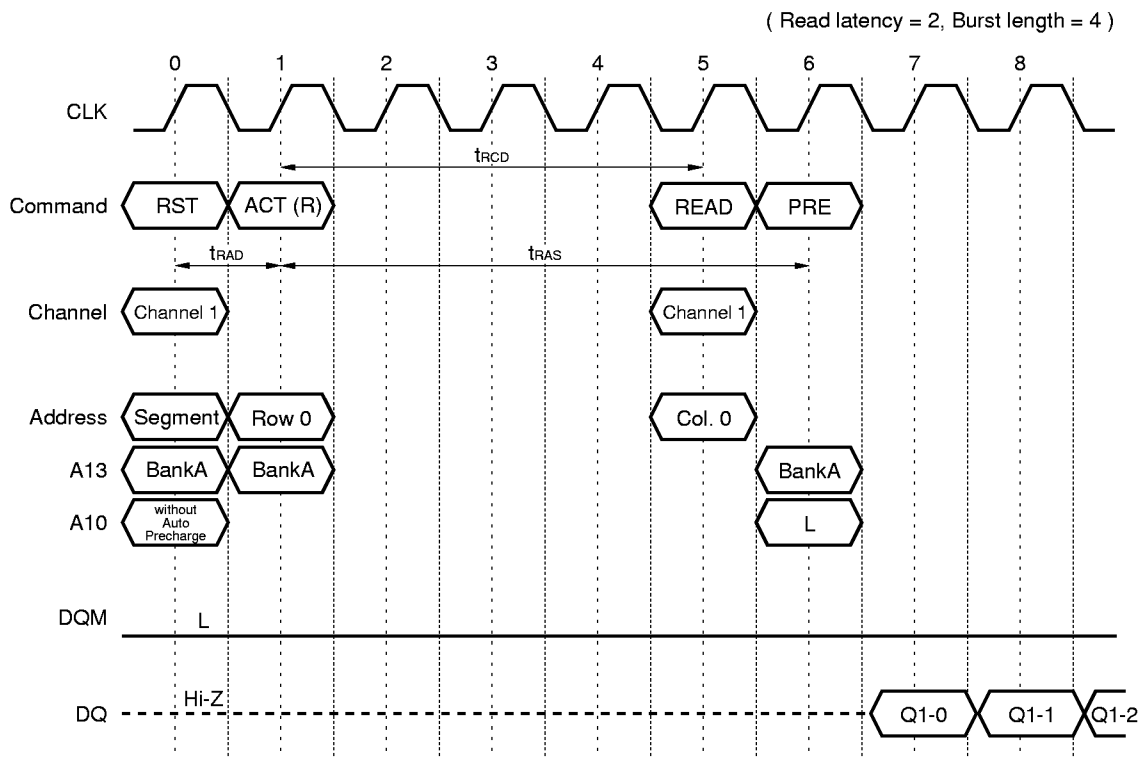 ( Read latency = 2, Burst length = 4 )
0 1 2 3 4 5 6 7 8
CLK
tRCD
Command RST ACT (R) READ PRE
tRAD tRAS
Channel Channel 1 Channel 1
Address Segment Row 0 Col. 0
A13 BankA BankA BankA
A10 without Auto Precharge L
DQM L
Hi-Z
DQ Q1-0 Q1-1 Q1-2